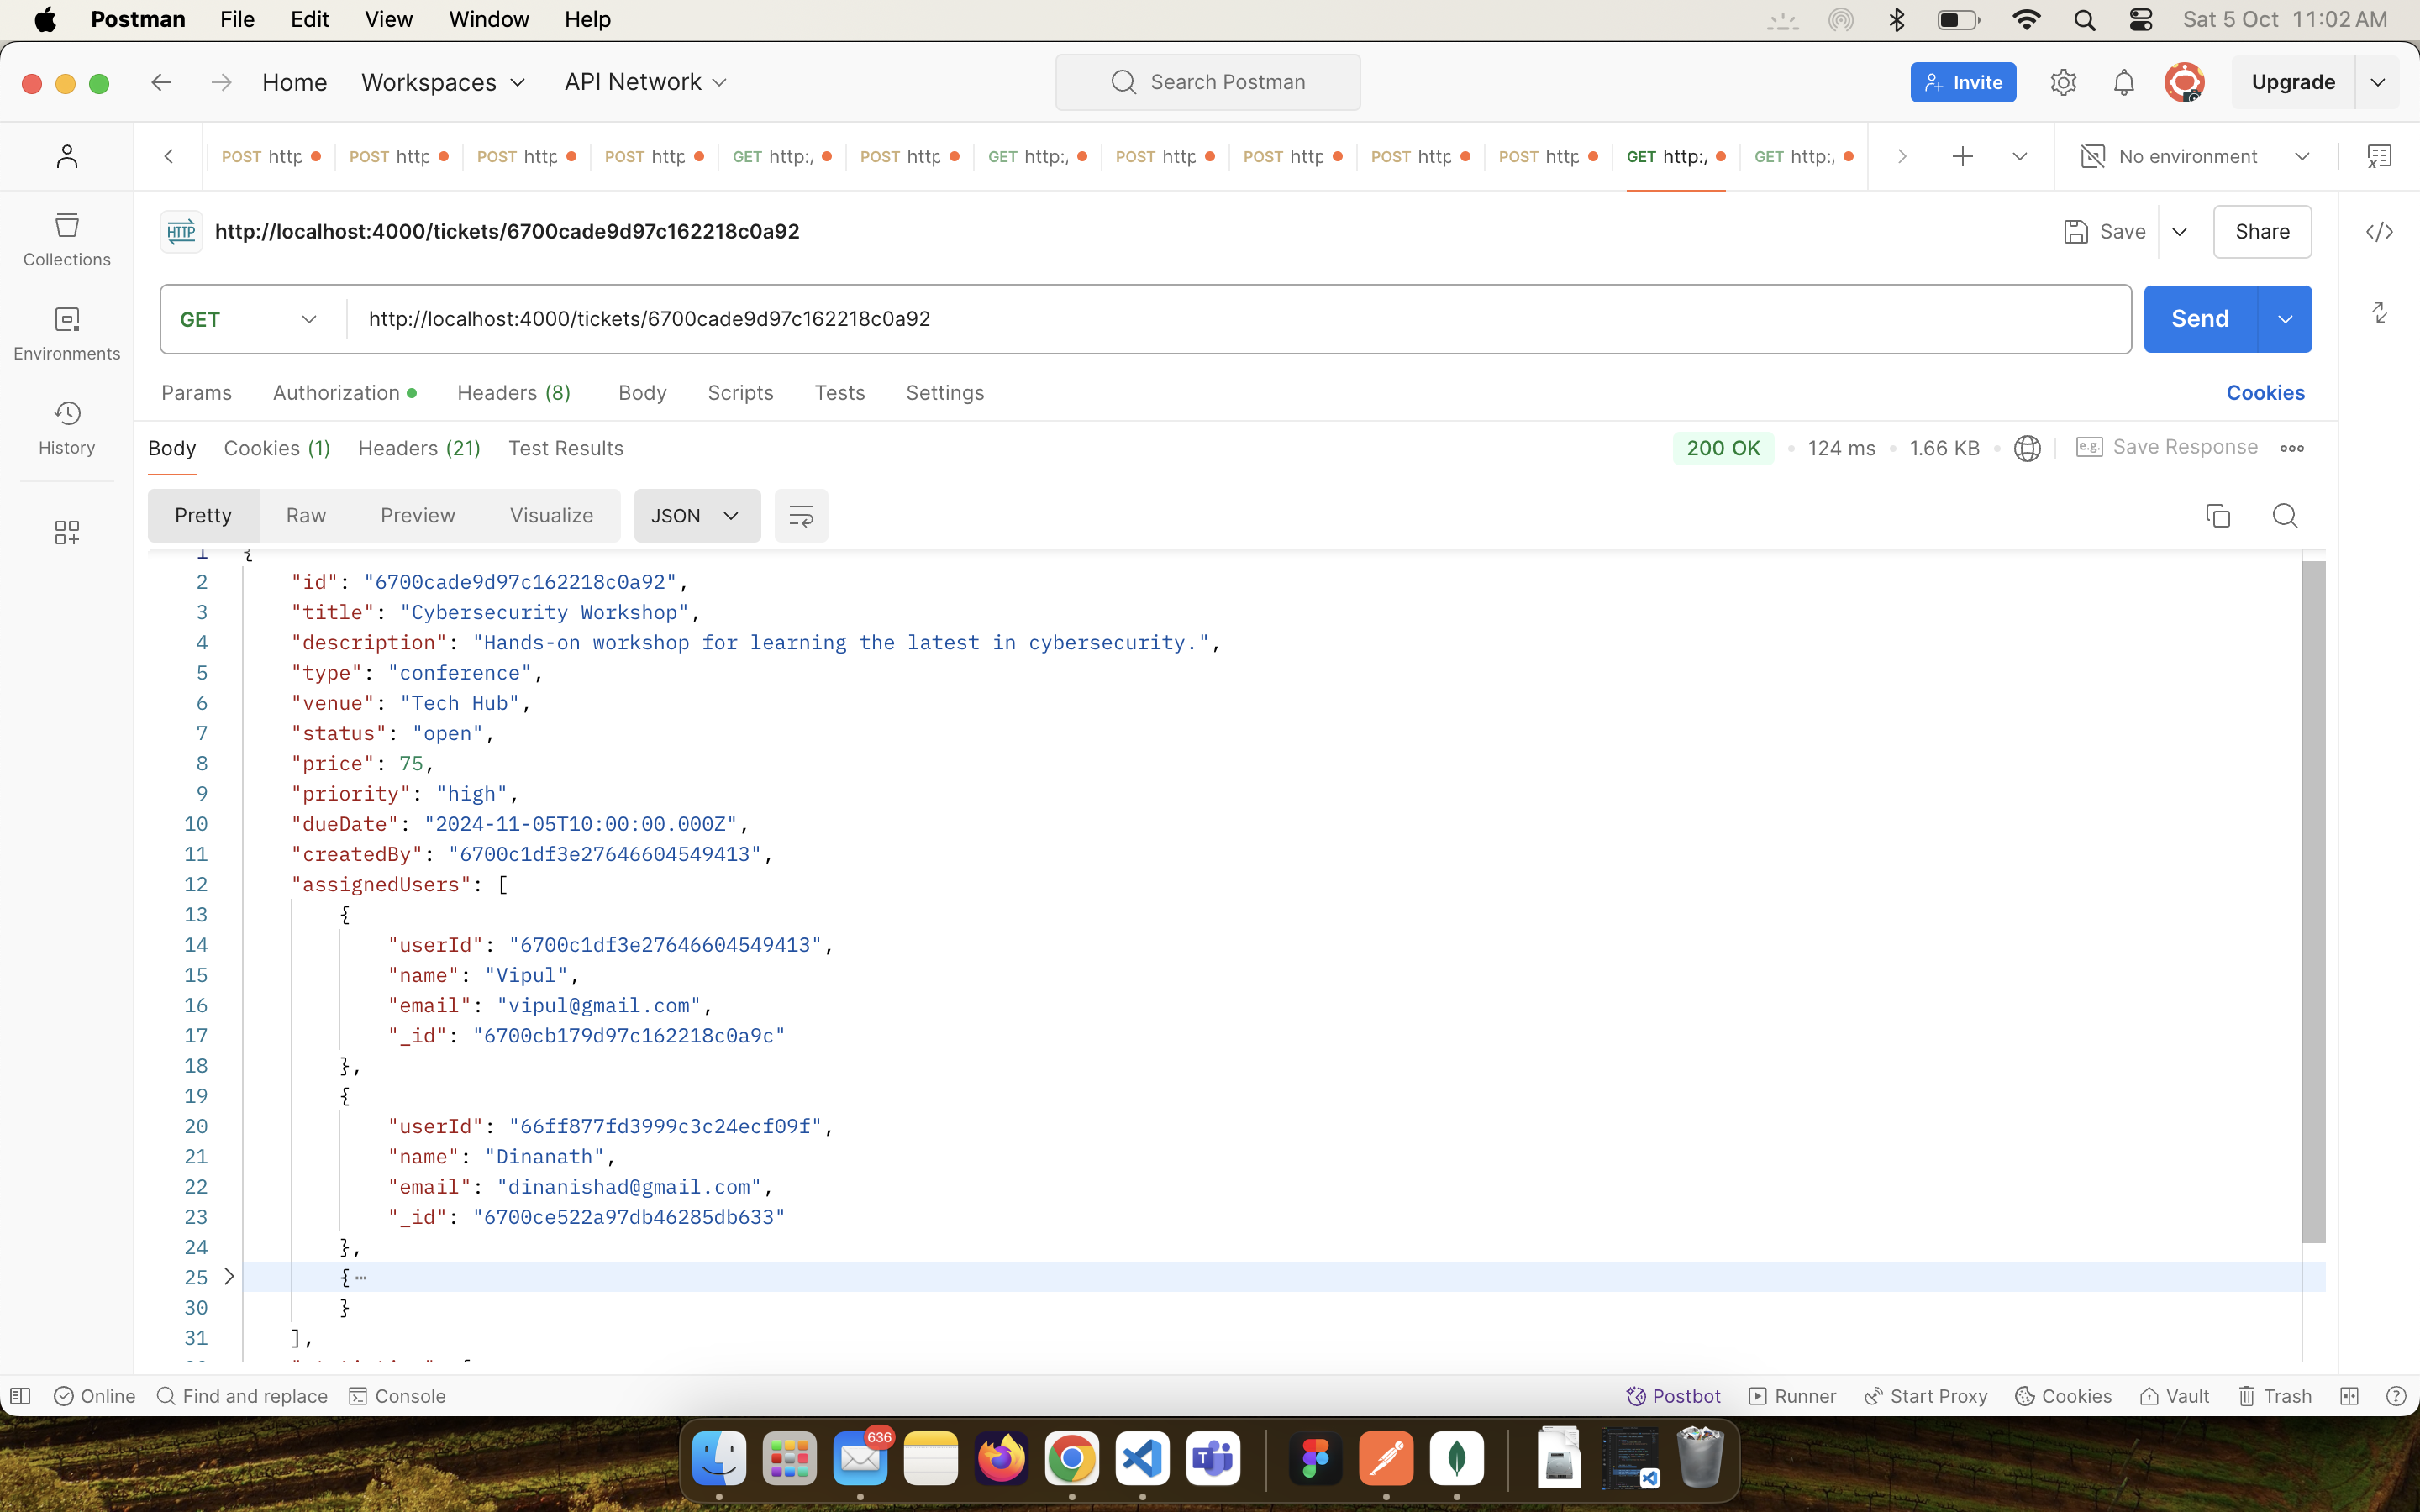 Postman File Edit View Window Help Sat 5 Oct 11:02 AM
Home Workspaces API Network Search Postman Invite Upgrade
POST http POST http POST http POST http GET http:, POST http GET http:, POST http POST http POST http POST http GET http:, GET http:, No environment
HTTP http://localhost:4000/tickets/6700cade9d97c162218c0a92 Save Share </>
Collections
GET http://localhost:4000/tickets/6700cade9d97c162218c0a92 Send
Environments
Params Authorization Headers (8) Body Scripts Tests Settings Cookies
History
Body Cookies (1) Headers (21) Test Results 200 OK 124 ms 1.66 KB e.g. Save Response
Pretty Raw Preview Visualize JSON
1 {
2 "id": "6700cade9d97c162218c0a92",
3 "title": "Cybersecurity Workshop",
4 "description": "Hands-on workshop for learning the latest in cybersecurity.",
5 "type": "conference",
6 "venue": "Tech Hub",
7 "status": "open",
8 "price": 75,
9 "priority": "high",
10 "dueDate": "2024-11-05T10:00:00.000Z",
11 "createdBy": "6700c1df3e27646604549413",
12 "assignedUsers": [
13 {
14 "userId": "6700c1df3e27646604549413",
15 "name": "Vipul",
16 "email": "vipul@gmail.com",
17 "_id": "6700cb179d97c162218c0a9c"
18 },
19 {
20 "userId": "66ff877fd3999c3c24ecf09f",
21 "name": "Dinanath",
22 "email": "dinanishad@gmail.com",
23 "_id": "6700ce522a97db46285db633"
24 },
25 { ⋯
30 }
31 ],
Online Find and replace Console Postbot Runner Start Proxy Cookies Vault Trash
636